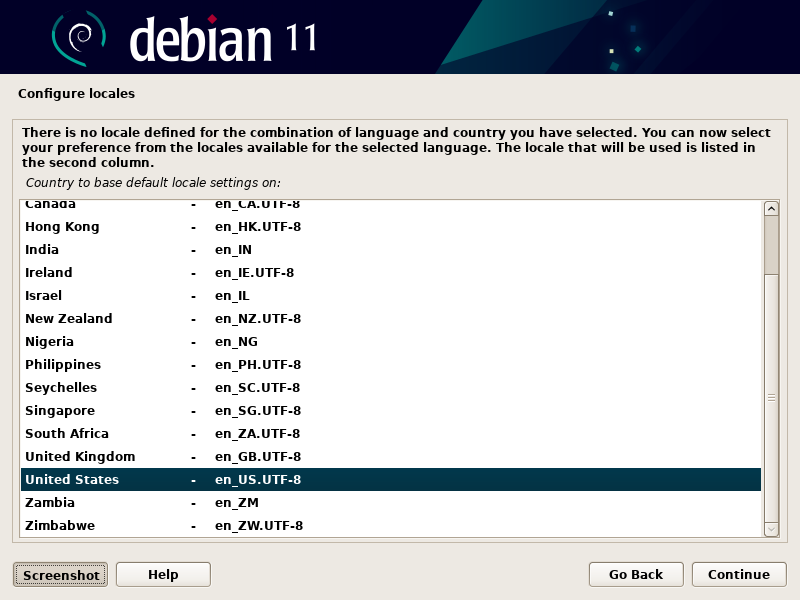 debian 11
Configure locales
There is no locale defined for the combination of language and country you have selected. You can now select
your preference from the locales available for the selected language. The locale that will be used is listed in
the second column.
Country to base default locale settings on:
Canada - en_CA.UTF-8
Hong Kong - en_HK.UTF-8
India - en_IN
Ireland - en_IE.UTF-8
Israel - en_IL
New Zealand - en_NZ.UTF-8
Nigeria - en_NG
Philippines - en_PH.UTF-8
Seychelles - en_SC.UTF-8
Singapore - en_SG.UTF-8
South Africa - en_ZA.UTF-8
United Kingdom - en_GB.UTF-8
United States - en_US.UTF-8
Zambia - en_ZM
Zimbabwe - en_ZW.UTF-8
Screenshot Help Go Back Continue